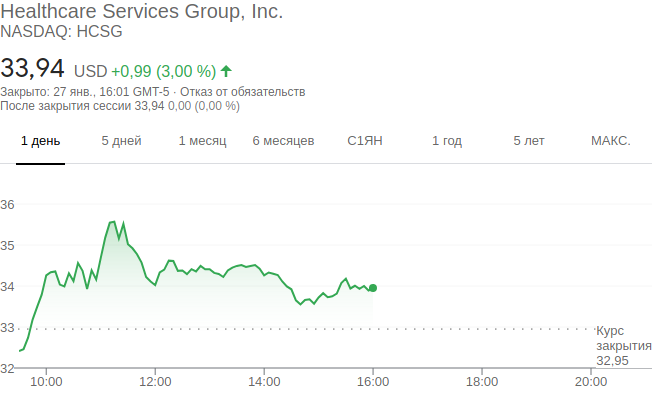 Healthcare Services Group, Inc.
NASDAQ: HCSG
33,94 USD +0,99 (3,00 %)
Закрыто: 27 янв., 16:01 GMT-5 · Отказ от обязательств
После закрытия сессии 33,94 0,00 (0,00 %)
1 день 5 дней 1 месяц 6 месяцев С1ЯН 1 год 5 лет МАКС.
36
35
34
33
Курс
закрытия
32,95
32
10:00 12:00 14:00 16:00 18:00 20:00